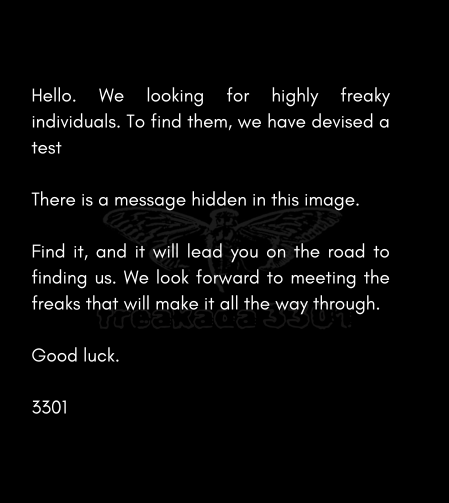 Hello. We looking for highly freaky
individuals. To find them, we have devised a
test
There is a message hidden in this image.
Find it, and it will lead you on the road to
finding us. We look forward to meeting the
freaks that will make it all the way through.
freakada 3301
Good luck.
3301